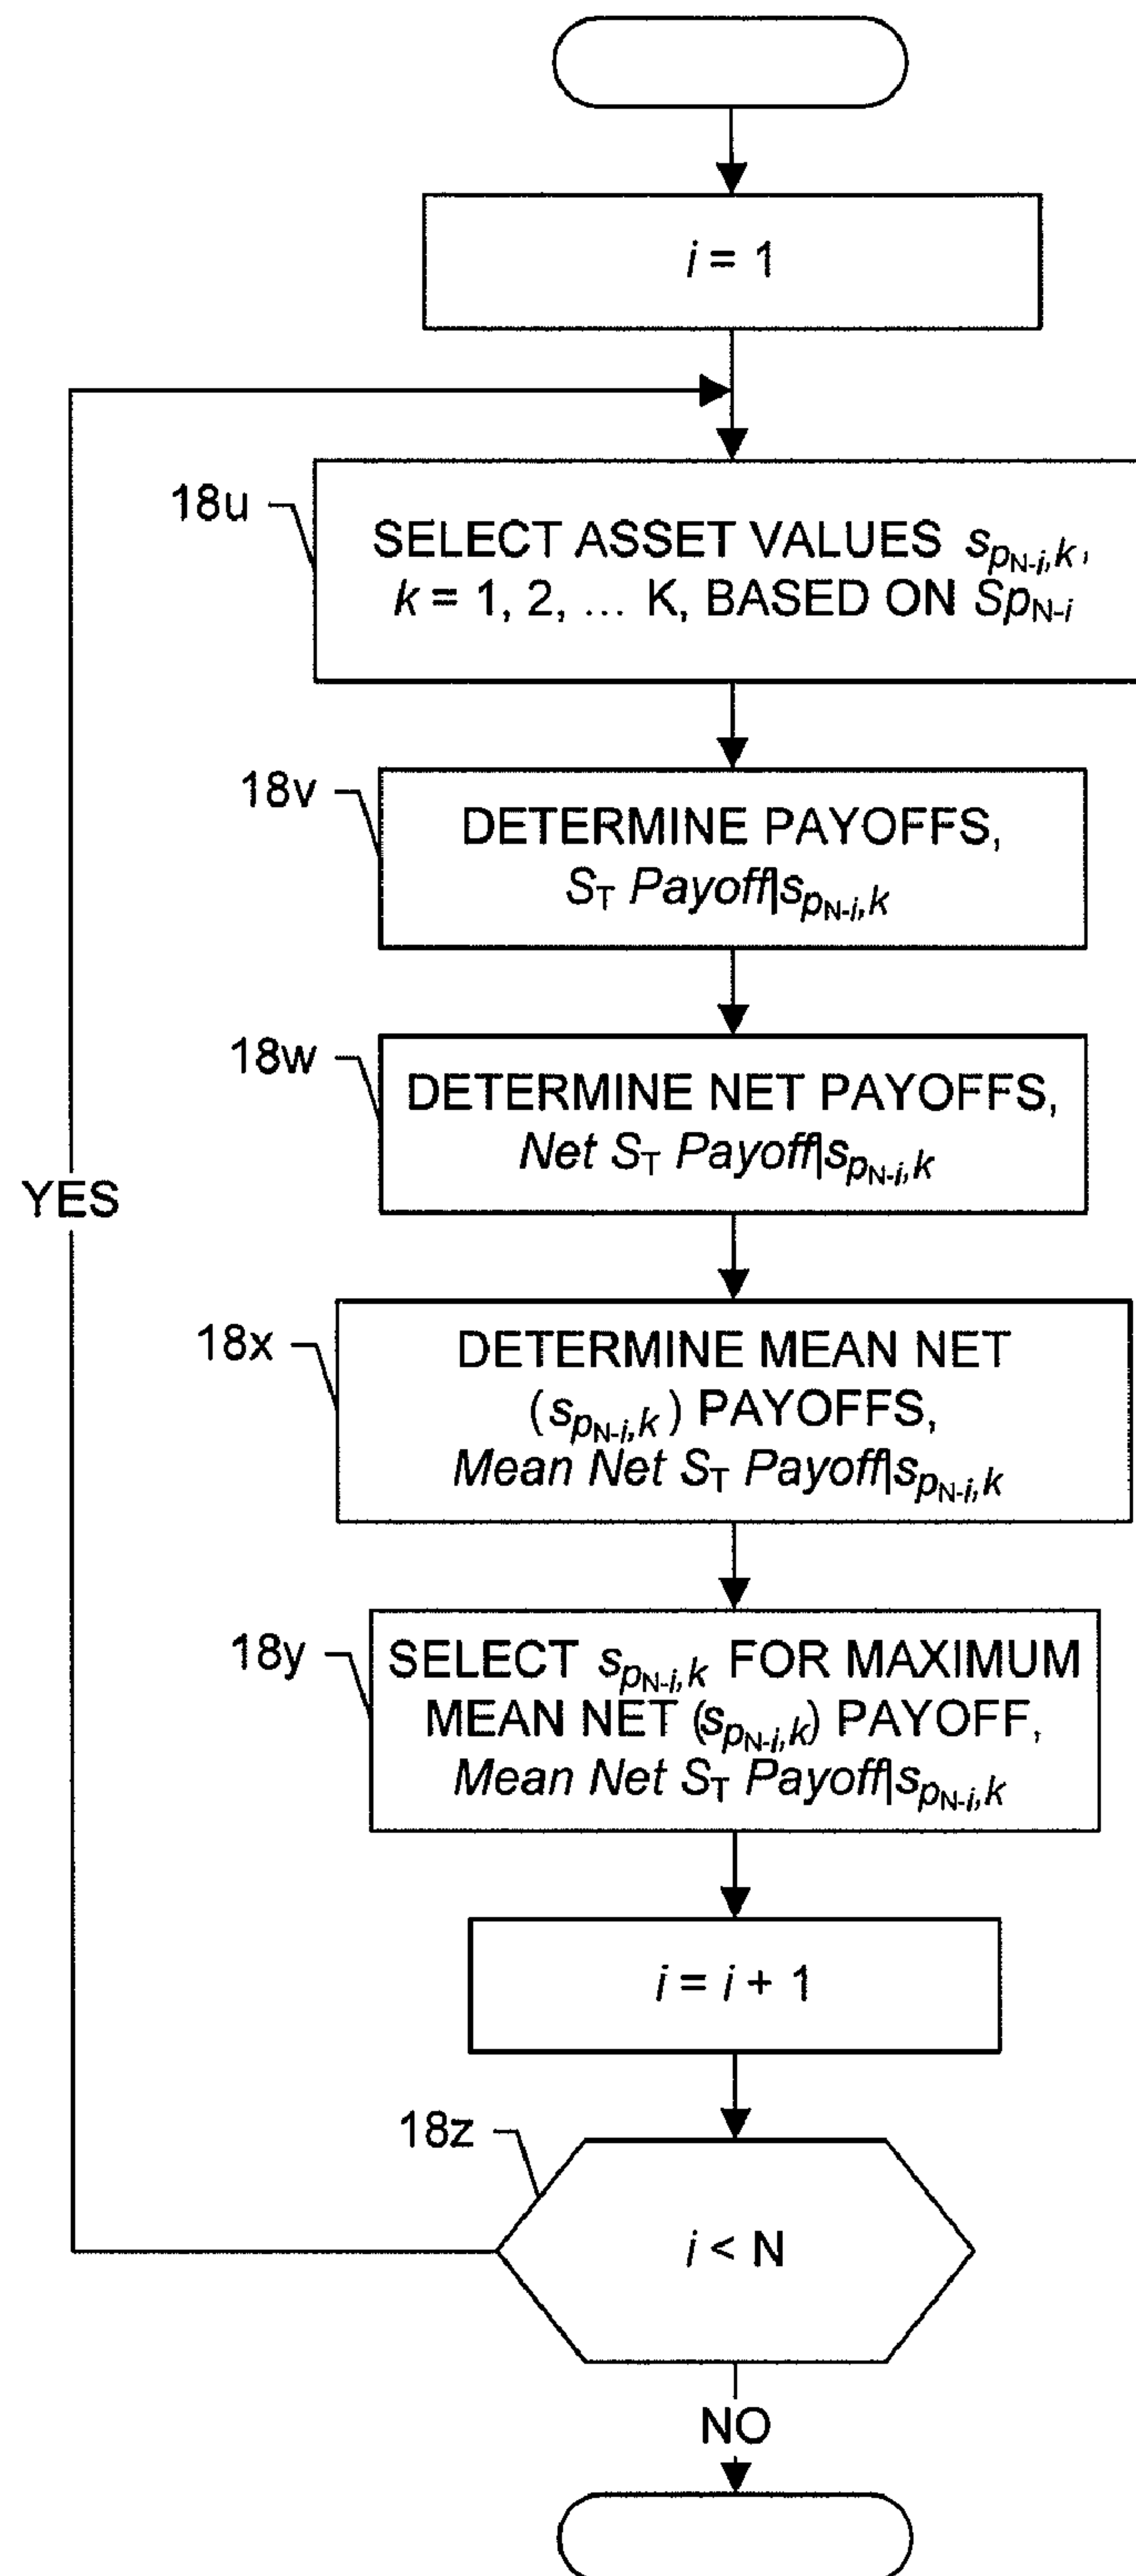 i = 1
18u
SELECT ASSET VALUES s_{p_{N-i},k},
k = 1, 2, ... K, BASED ON Sp_{N-i}
18v
DETERMINE PAYOFFS,
S_T Payoff|s_{p_{N-i},k}
18w
DETERMINE NET PAYOFFS,
Net S_T Payoff|s_{p_{N-i},k}
YES
18x
DETERMINE MEAN NET
(s_{p_{N-i},k}) PAYOFFS,
Mean Net S_T Payoff|s_{p_{N-i},k}
18y
SELECT s_{p_{N-i},k} FOR MAXIMUM
MEAN NET (s_{p_{N-i},k}) PAYOFF,
Mean Net S_T Payoff|s_{p_{N-i},k}
i = i + 1
18z
i < N
NO